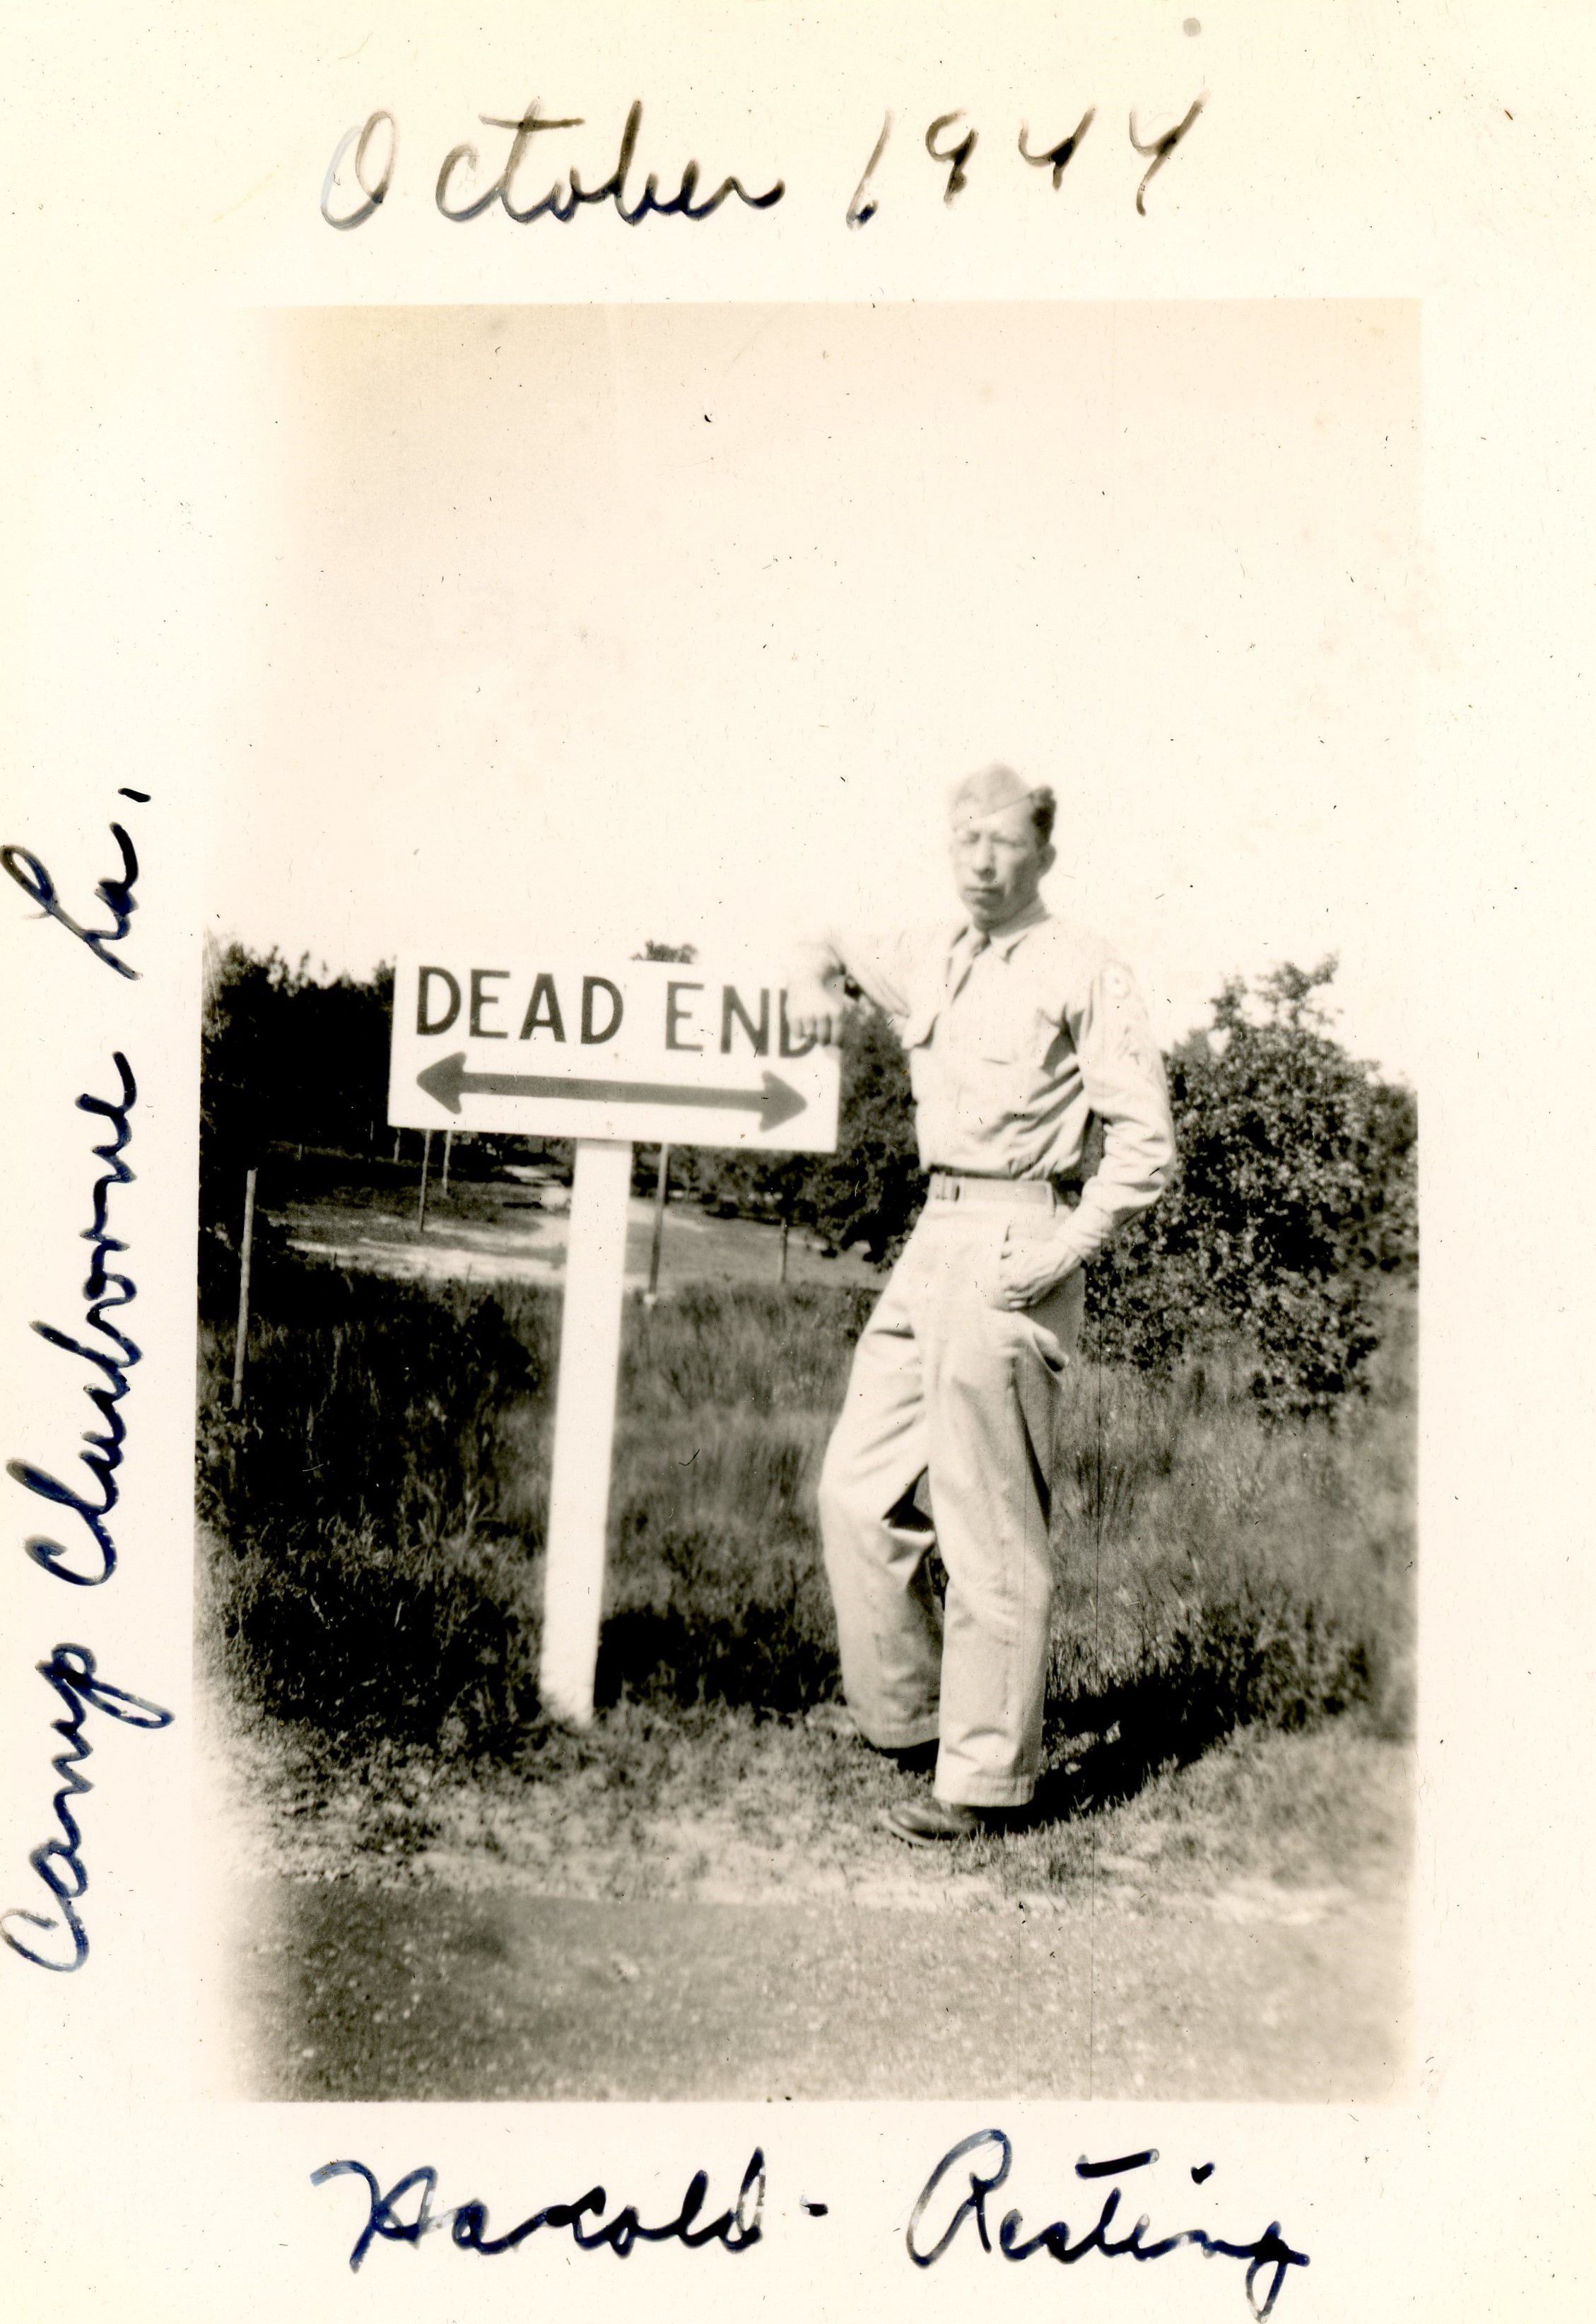 October 1944
Camp Claiborne La.
DEAD END
Harold - Resting